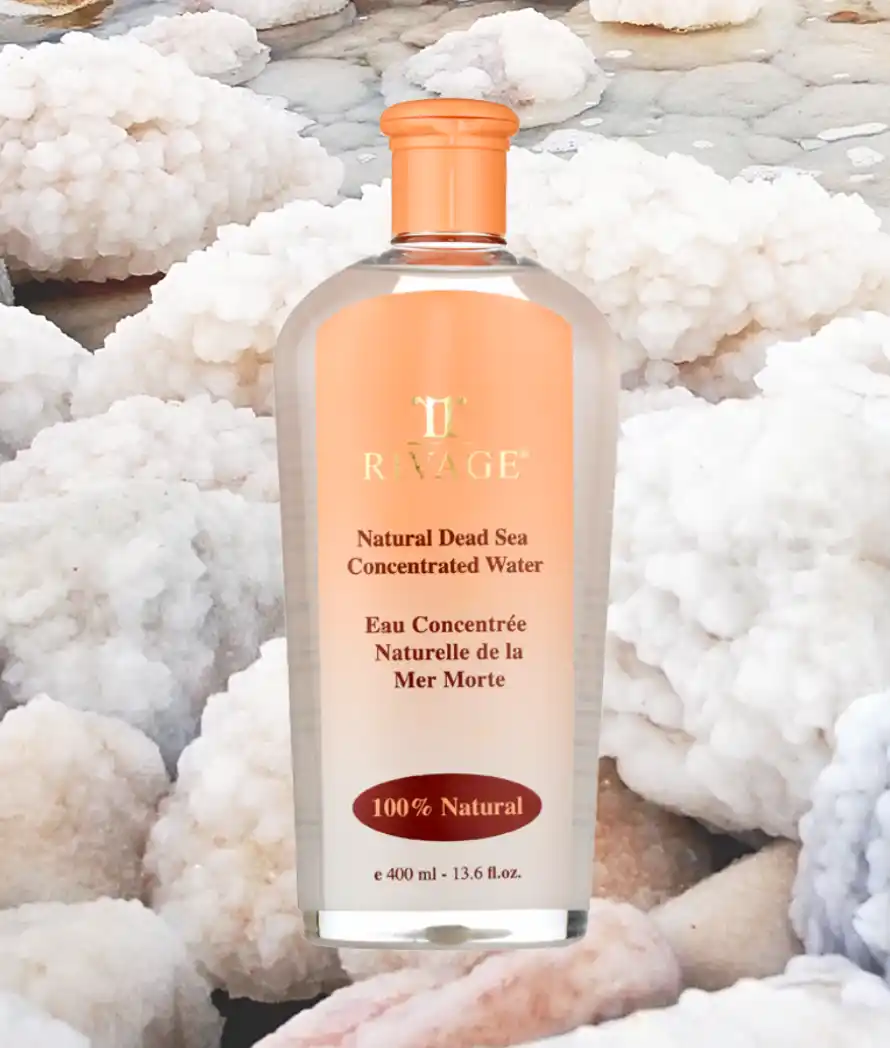 RIVAGE®
Natural Dead Sea
Concentrated Water
Eau Concentrée
Naturelle de la
Mer Morte
100% Natural
e 400 ml - 13.6 fl.oz.